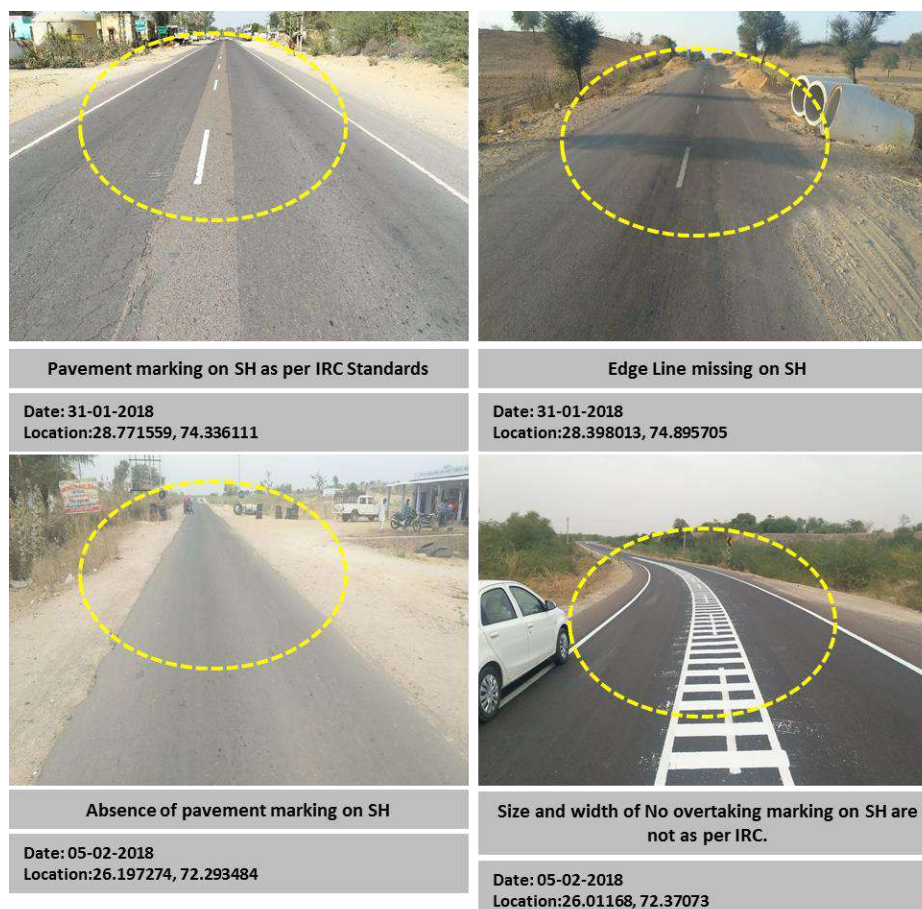 Pavement marking on SH as per IRC Standards
Date: 31-01-2018
Location:28.771559, 74.336111
Edge Line missing on SH
Date: 31-01-2018
Location:28.398013, 74.895705
Absence of pavement marking on SH
Date: 05-02-2018
Location:26.197274, 72.293484
Size and width of No overtaking marking on SH are
not as per IRC.
Date: 05-02-2018
Location:26.01168, 72.37073